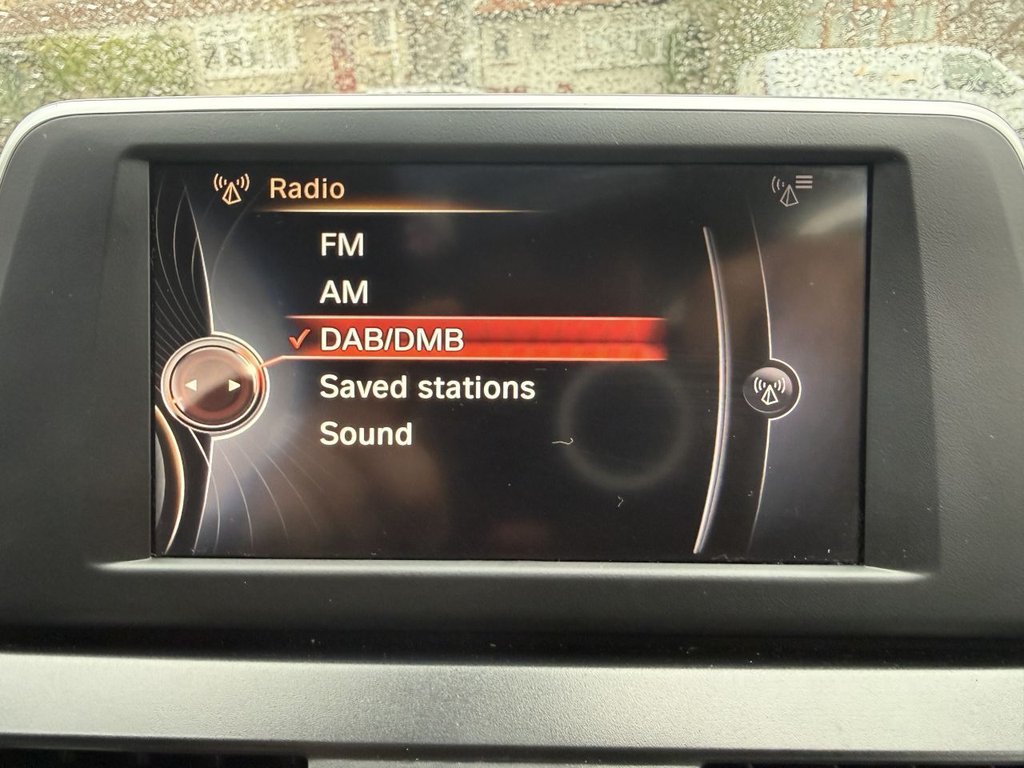 Radio
FM
AM
DAB/DMB
Saved stations
Sound